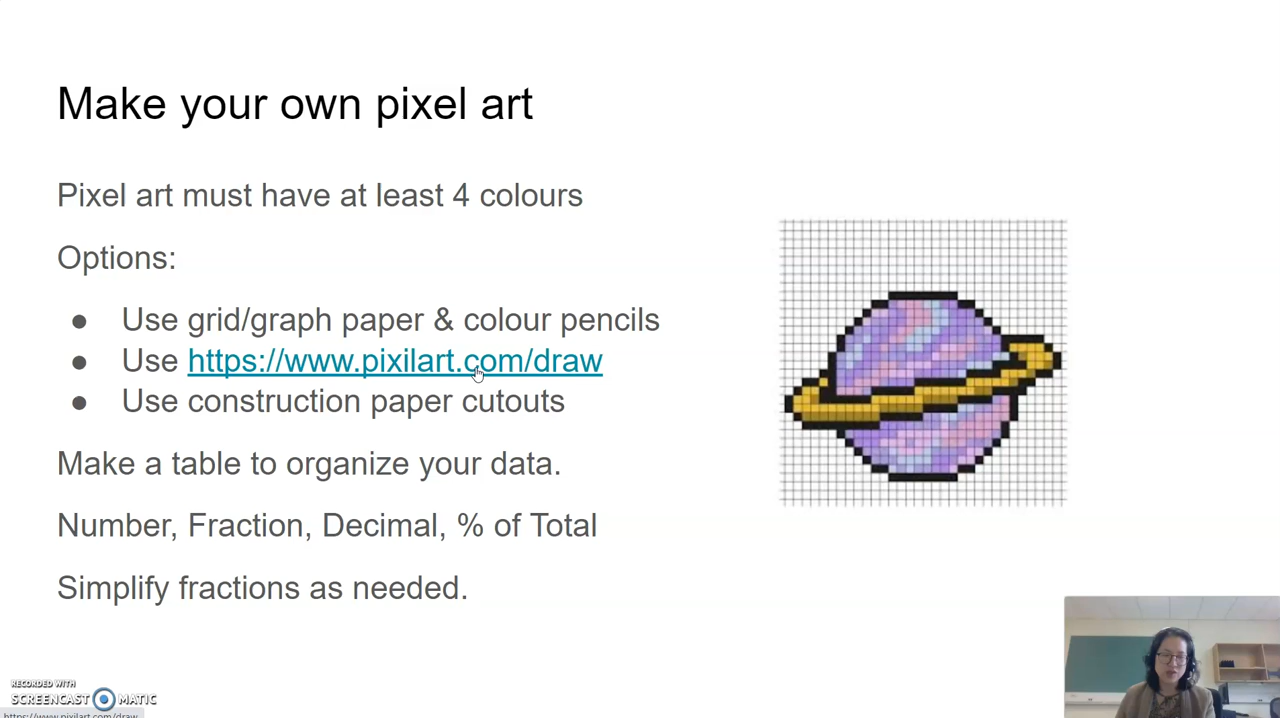 Make your own pixel art
Pixel art must have at least 4 colours
Options:
● Use grid/graph paper & colour pencils
● Use https://www.pixilart.com/draw
● Use construction paper cutouts
Make a table to organize your data.
Number, Fraction, Decimal, % of Total
Simplify fractions as needed.
RECORDED WITH
SCREENCAST MATIC
https://www.pixilart.com/draw